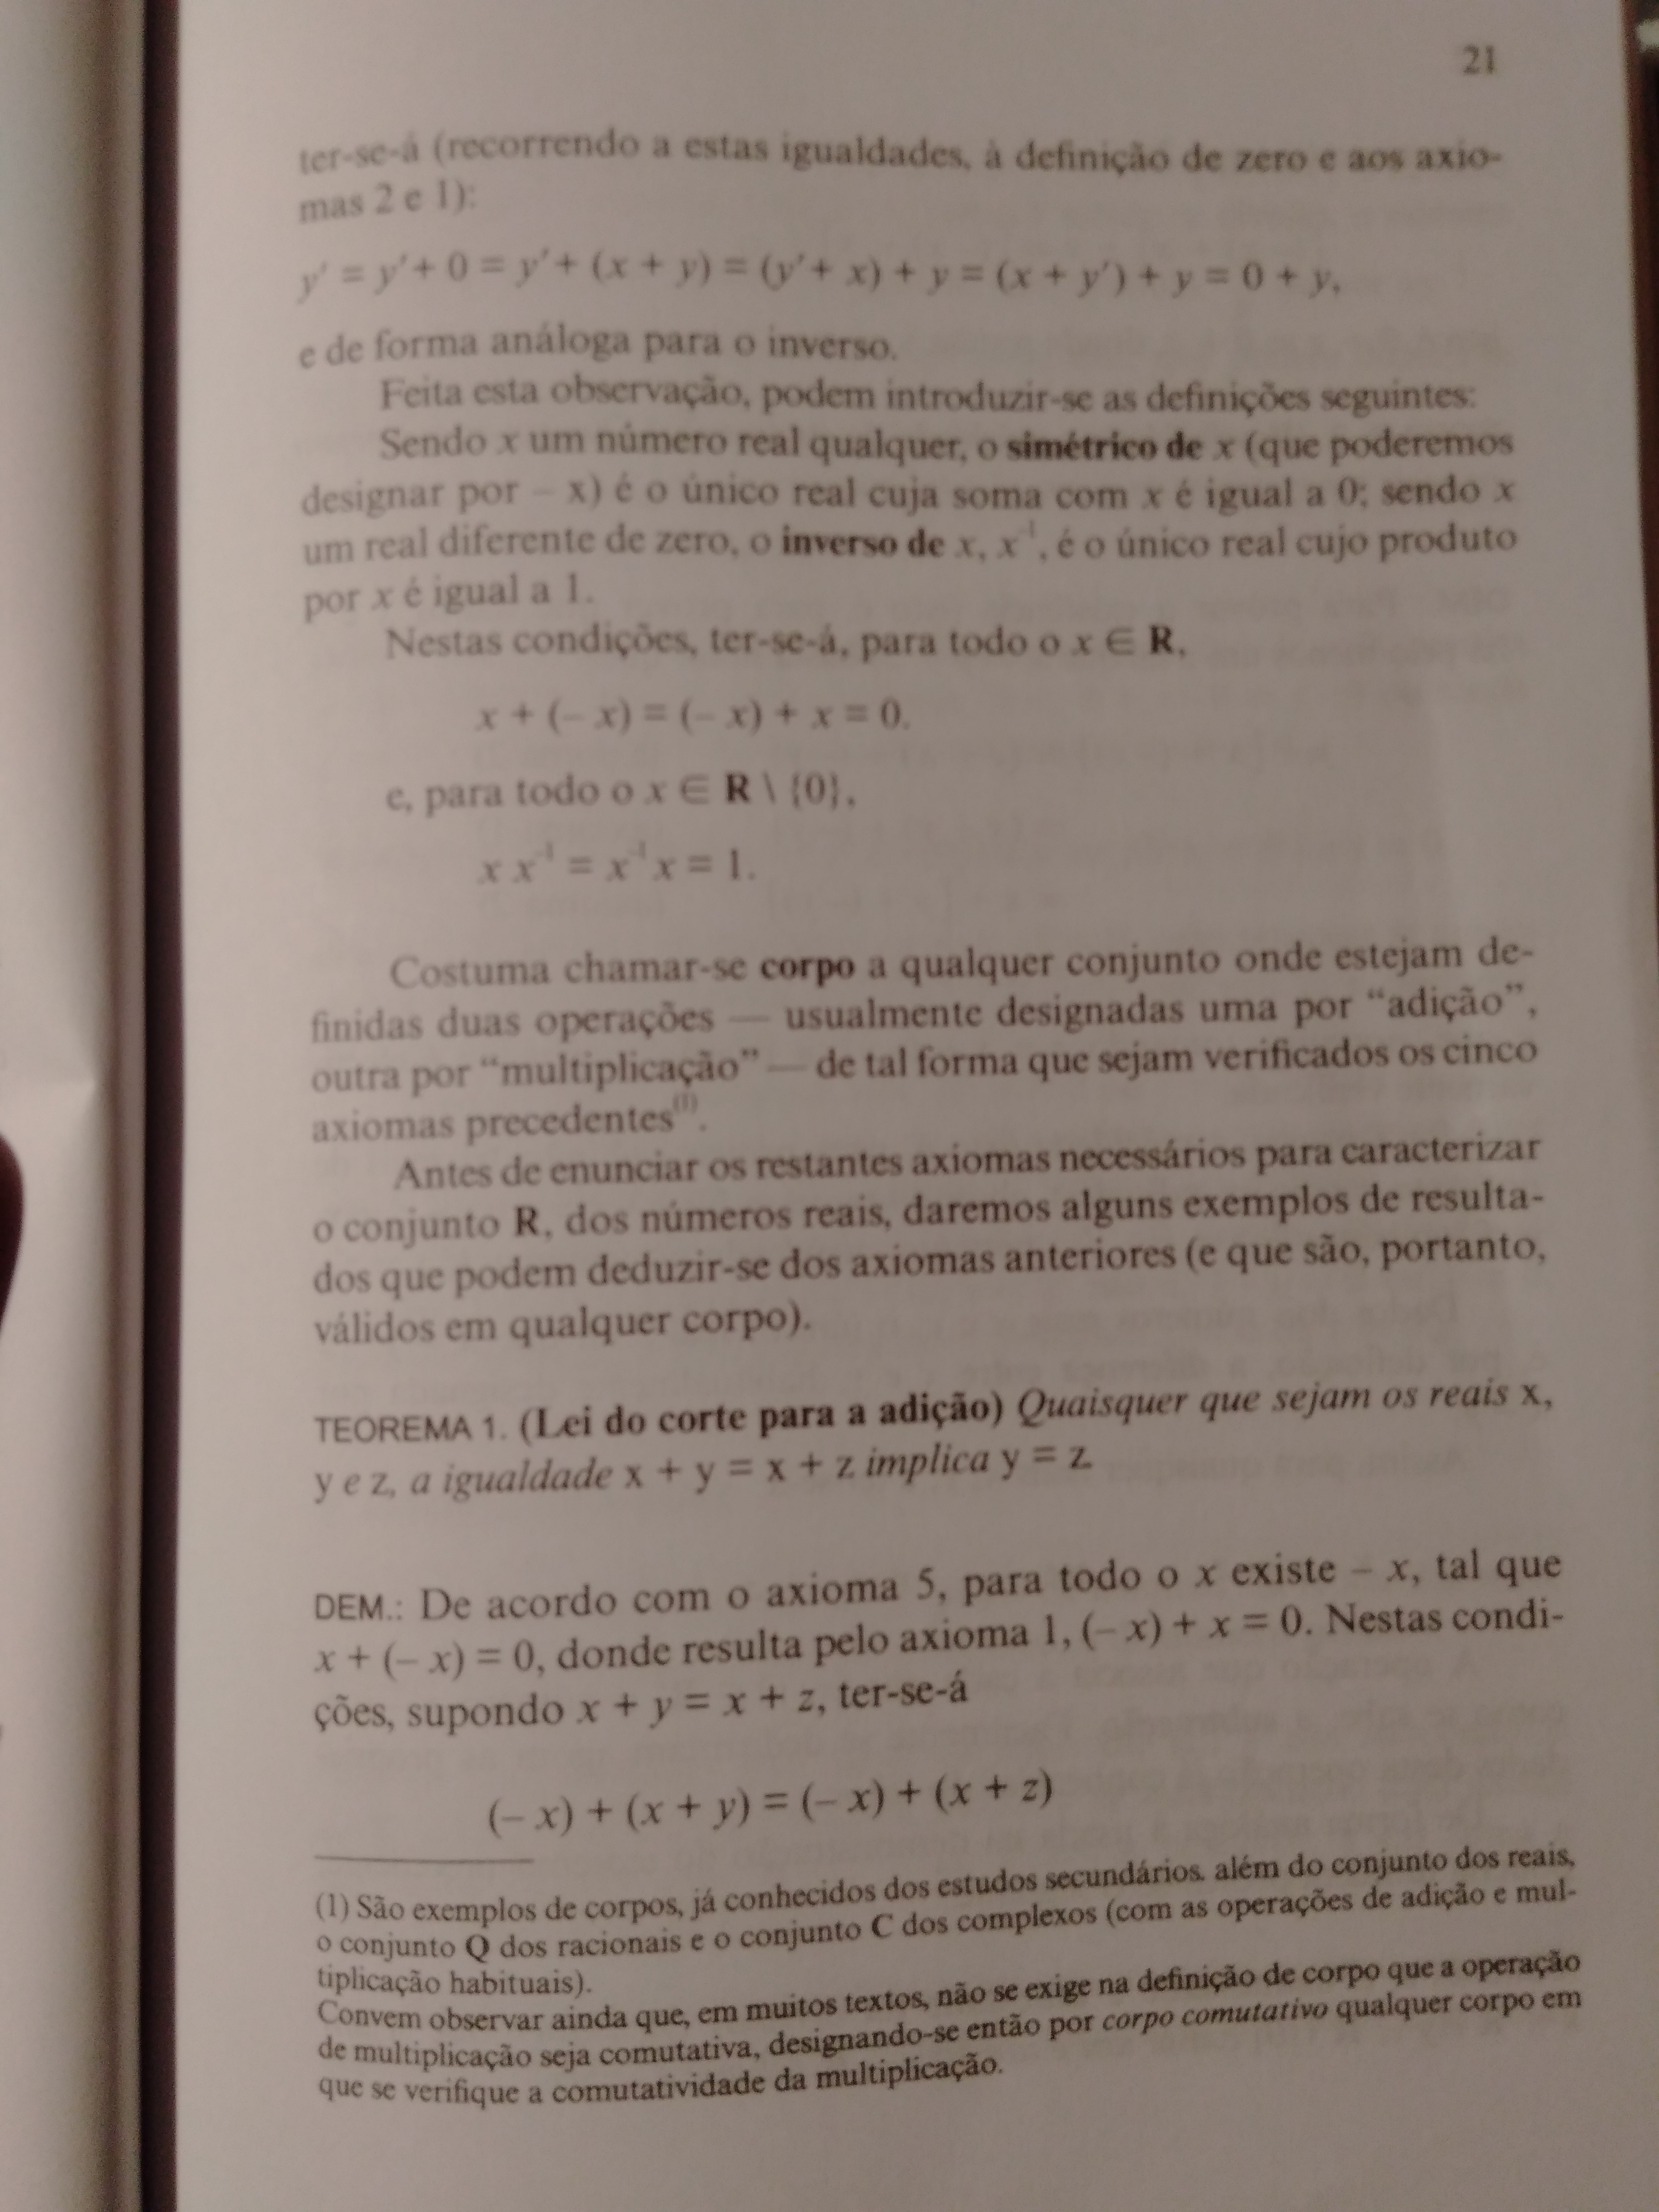 21
ter-se-á (recorrendo a estas igualdades, à definição de zero e aos axio-
mas 2 e 1):
y' = y' + 0 = y' + (x + y) = (y' + x) + y = (x + y') + y = 0 + y,
e de forma análoga para o inverso.
Feita esta observação, podem introduzir-se as definições seguintes:
Sendo x um número real qualquer, o simétrico de x (que poderemos
designar por – x) é o único real cuja soma com x é igual a 0; sendo x
um real diferente de zero, o inverso de x, x⁻¹, é o único real cujo produto
por x é igual a 1.
Nestas condições, ter-se-á, para todo o x ∈ R,
x + (– x) = (– x) + x = 0.
e, para todo o x ∈ R \ {0},
x x⁻¹ = x⁻¹ x = 1.
Costuma chamar-se corpo a qualquer conjunto onde estejam de-
finidas duas operações — usualmente designadas uma por “adição”,
outra por “multiplicação” — de tal forma que sejam verificados os cinco
axiomas precedentes⁽¹⁾.
Antes de enunciar os restantes axiomas necessários para caracterizar
o conjunto R, dos números reais, daremos alguns exemplos de resulta-
dos que podem deduzir-se dos axiomas anteriores (e que são, portanto,
válidos em qualquer corpo).
TEOREMA 1. (Lei do corte para a adição) Quaisquer que sejam os reais x,
y e z, a igualdade x + y = x + z implica y = z.
DEM.: De acordo com o axioma 5, para todo o x existe – x, tal que
x + (– x) = 0, donde resulta pelo axioma 1, (– x) + x = 0. Nestas condi-
ções, supondo x + y = x + z, ter-se-á
(– x) + (x + y) = (– x) + (x + z)
(1) São exemplos de corpos, já conhecidos dos estudos secundários, além do conjunto dos reais,
o conjunto Q dos racionais e o conjunto C dos complexos (com as operações de adição e mul-
tiplicação habituais).
Convem observar ainda que, em muitos textos, não se exige na definição de corpo que a operação
de multiplicação seja comutativa, designando-se então por corpo comutativo qualquer corpo em
que se verifique a comutatividade da multiplicação.